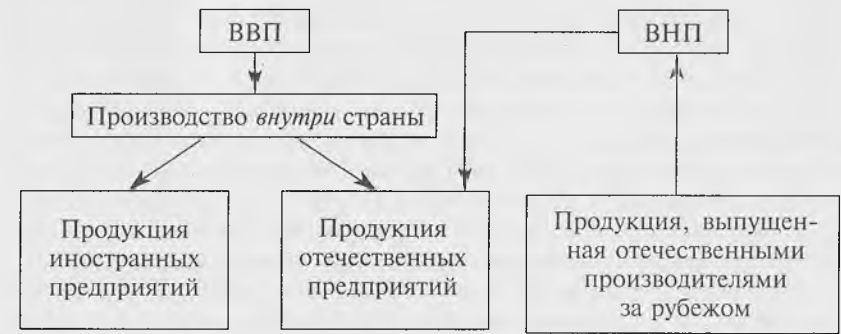 ВВП
ВНП
Производство внутри страны
Продукция
иностранных
предприятий
Продукция
отечественных
предприятий
Продукция, выпущен-
ная отечественными
производителями
за рубежом